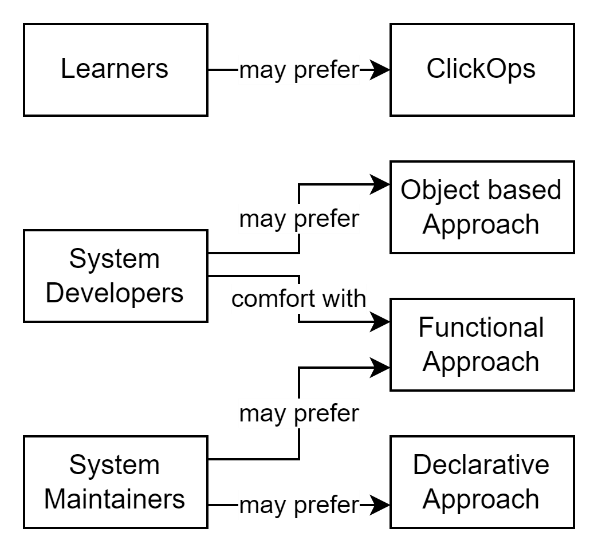 Learners
may prefer
ClickOps
Object based
Approach
may prefer
System
Developers
comfort with
Functional
Approach
may prefer
System
Maintainers
may prefer
Declarative
Approach